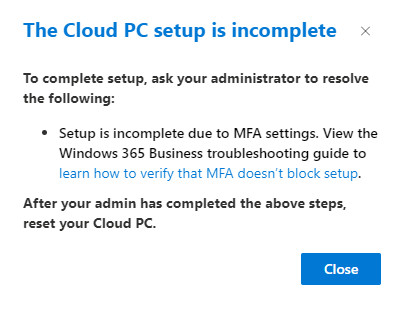 The Cloud PC setup is incomplete
To complete setup, ask your administrator to resolve
the following:
• Setup is incomplete due to MFA settings. View the
Windows 365 Business troubleshooting guide to
learn how to verify that MFA doesn't block setup.
After your admin has completed the above steps,
reset your Cloud PC.
Close